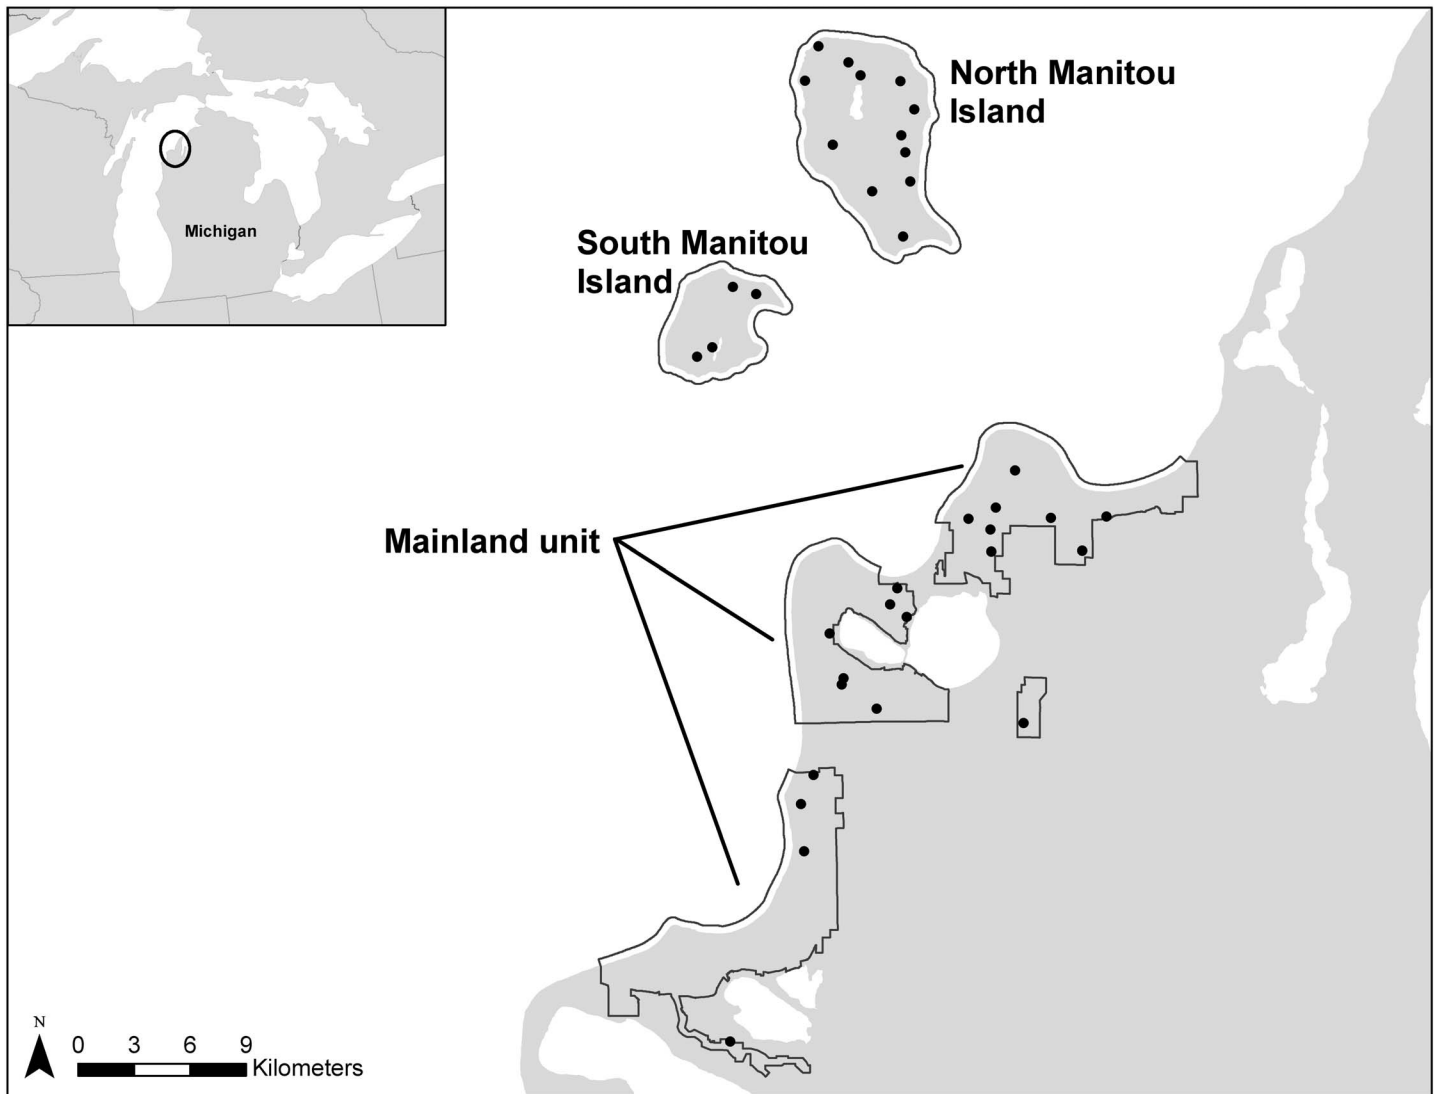 North Manitou
Island
South Manitou
Island
Michigan
Mainland unit
N
0 3 6 9
Kilometers